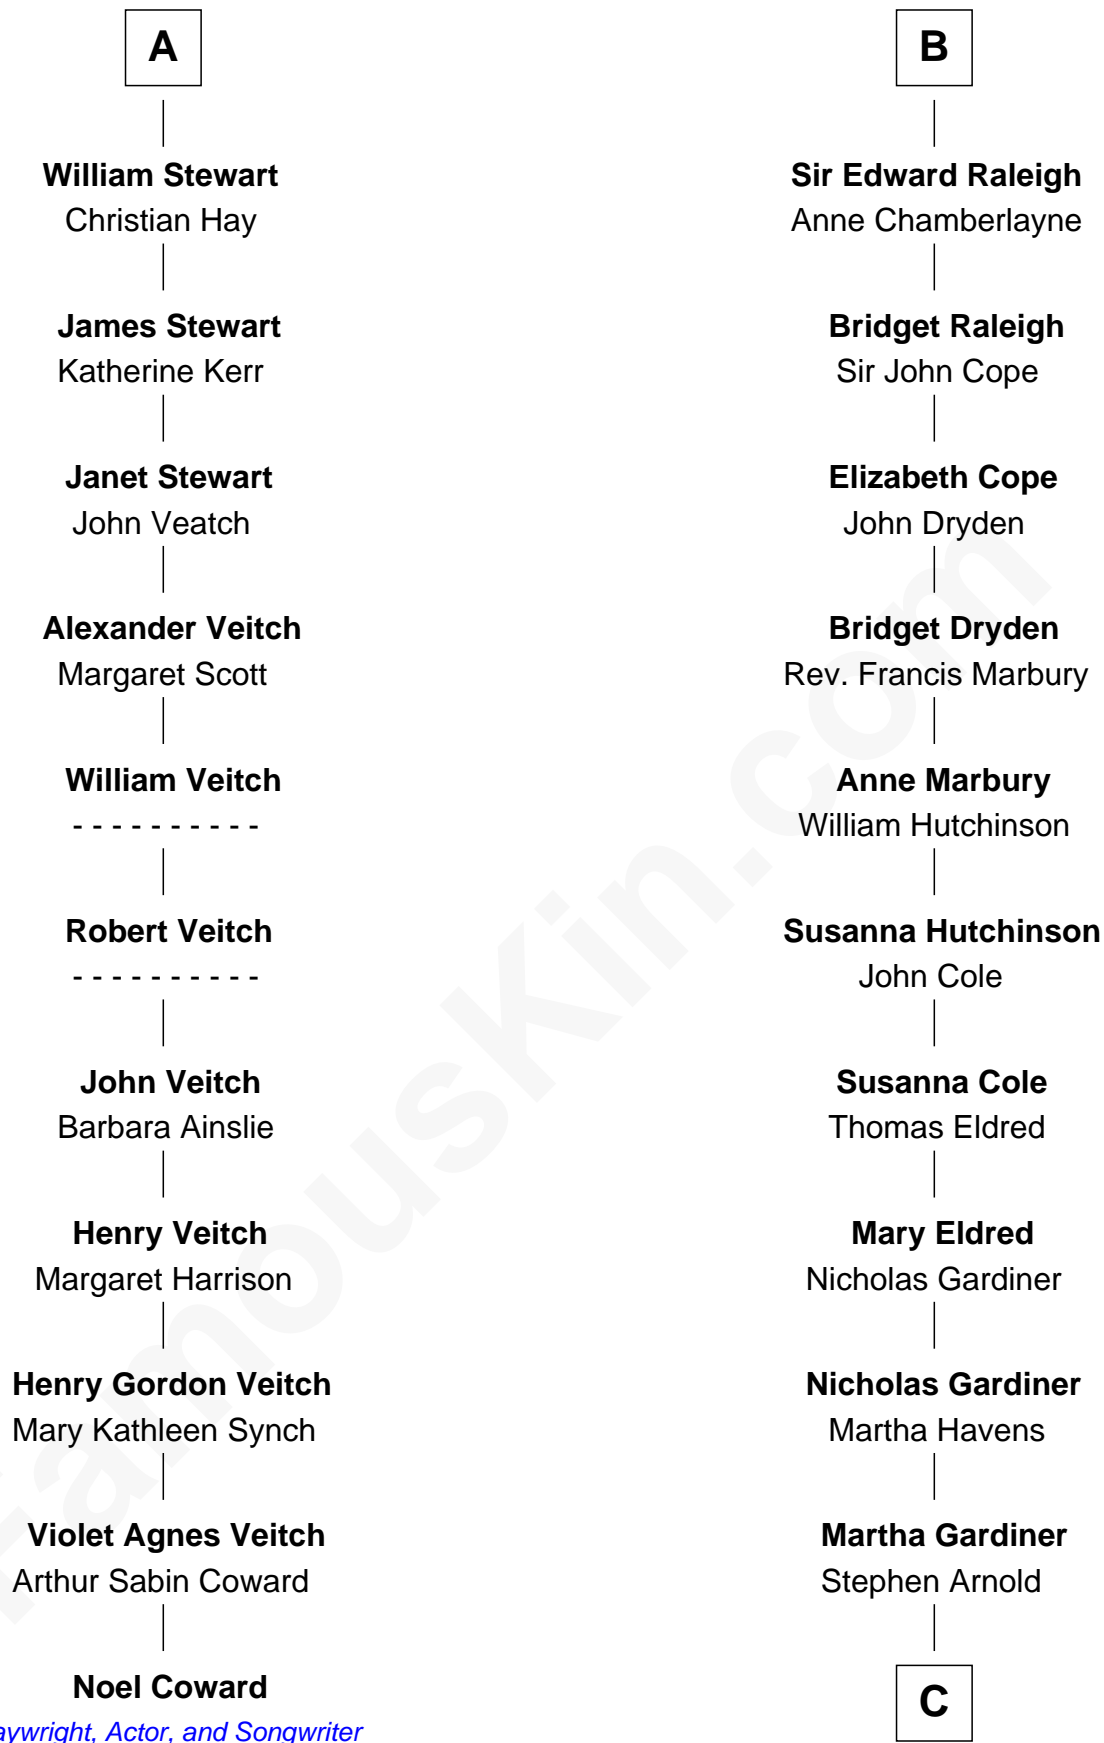 A
William Stewart
Christian Hay
James Stewart
Katherine Kerr
Janet Stewart
John Veatch
Alexander Veitch
Margaret Scott
William Veitch
- - - - - - - - - -
Robert Veitch
- - - - - - - - - -
John Veitch
Barbara Ainslie
Henry Veitch
Margaret Harrison
Henry Gordon Veitch
Mary Kathleen Synch
Violet Agnes Veitch
Arthur Sabin Coward
Noel Coward
aywright, Actor, and Songwriter
B
Sir Edward Raleigh
Anne Chamberlayne
Bridget Raleigh
Sir John Cope
Elizabeth Cope
John Dryden
Bridget Dryden
Rev. Francis Marbury
Anne Marbury
William Hutchinson
Susanna Hutchinson
John Cole
Susanna Cole
Thomas Eldred
Mary Eldred
Nicholas Gardiner
Nicholas Gardiner
Martha Havens
Martha Gardiner
Stephen Arnold
C
FamousKin.com